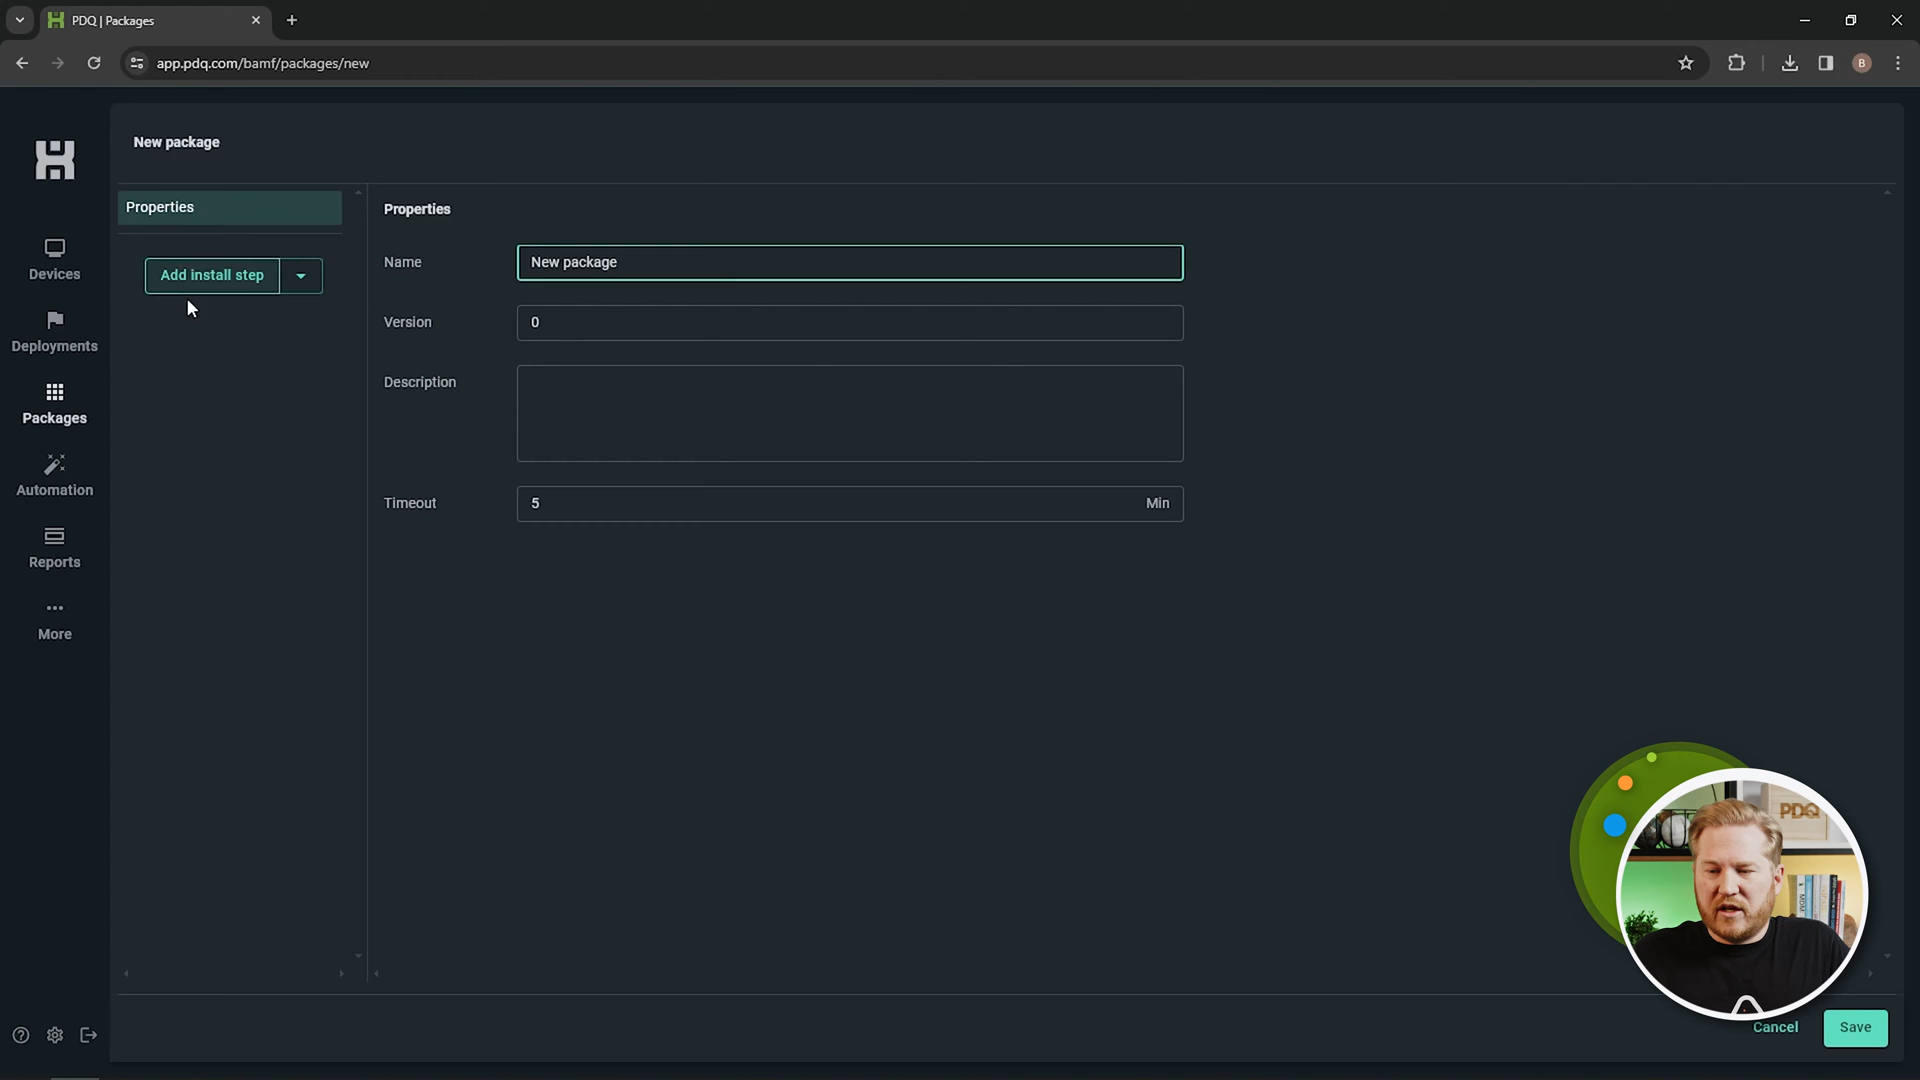 PDQ | Packages
app.pdq.com/bamf/packages/new
B
New package
Properties
Add install step
Devices
Deployments
Packages
Automation
Reports
More
Properties
Name
New package
Version
0
Description
Timeout
5
Min
PDQ
Cancel
Save